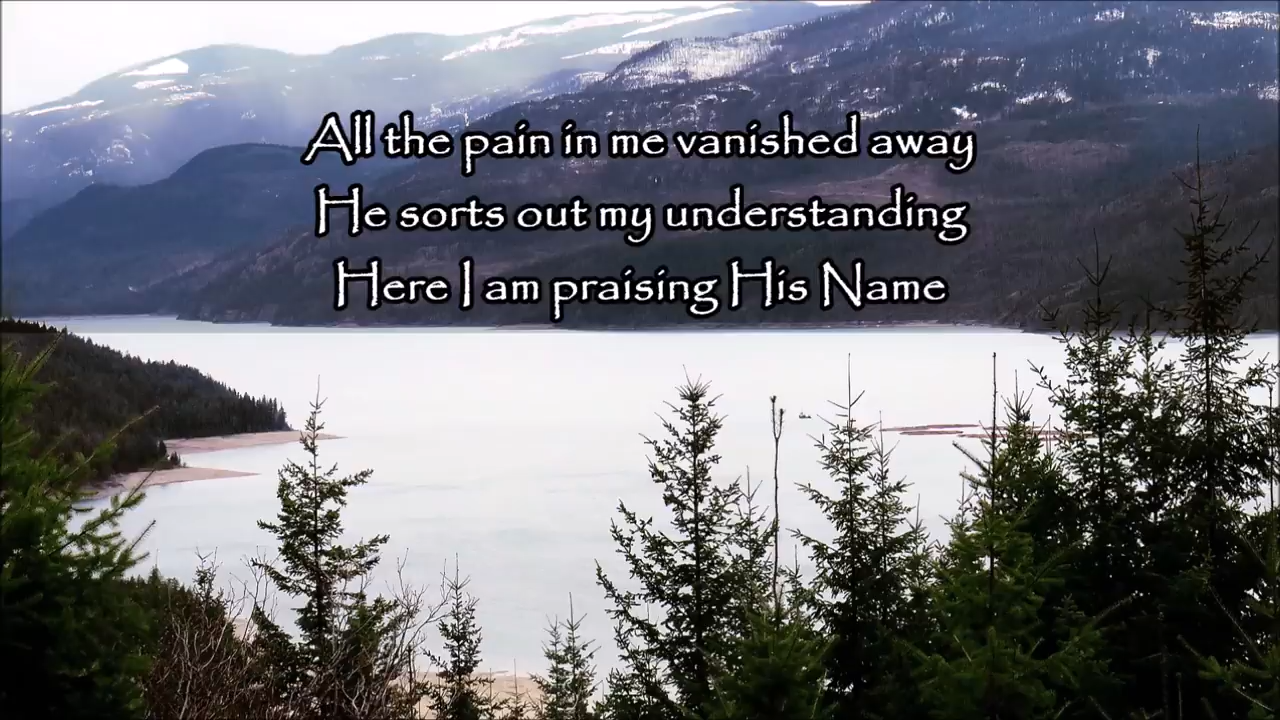 All the pain in me vanished away
He sorts out my understanding
Here I am praising His Name